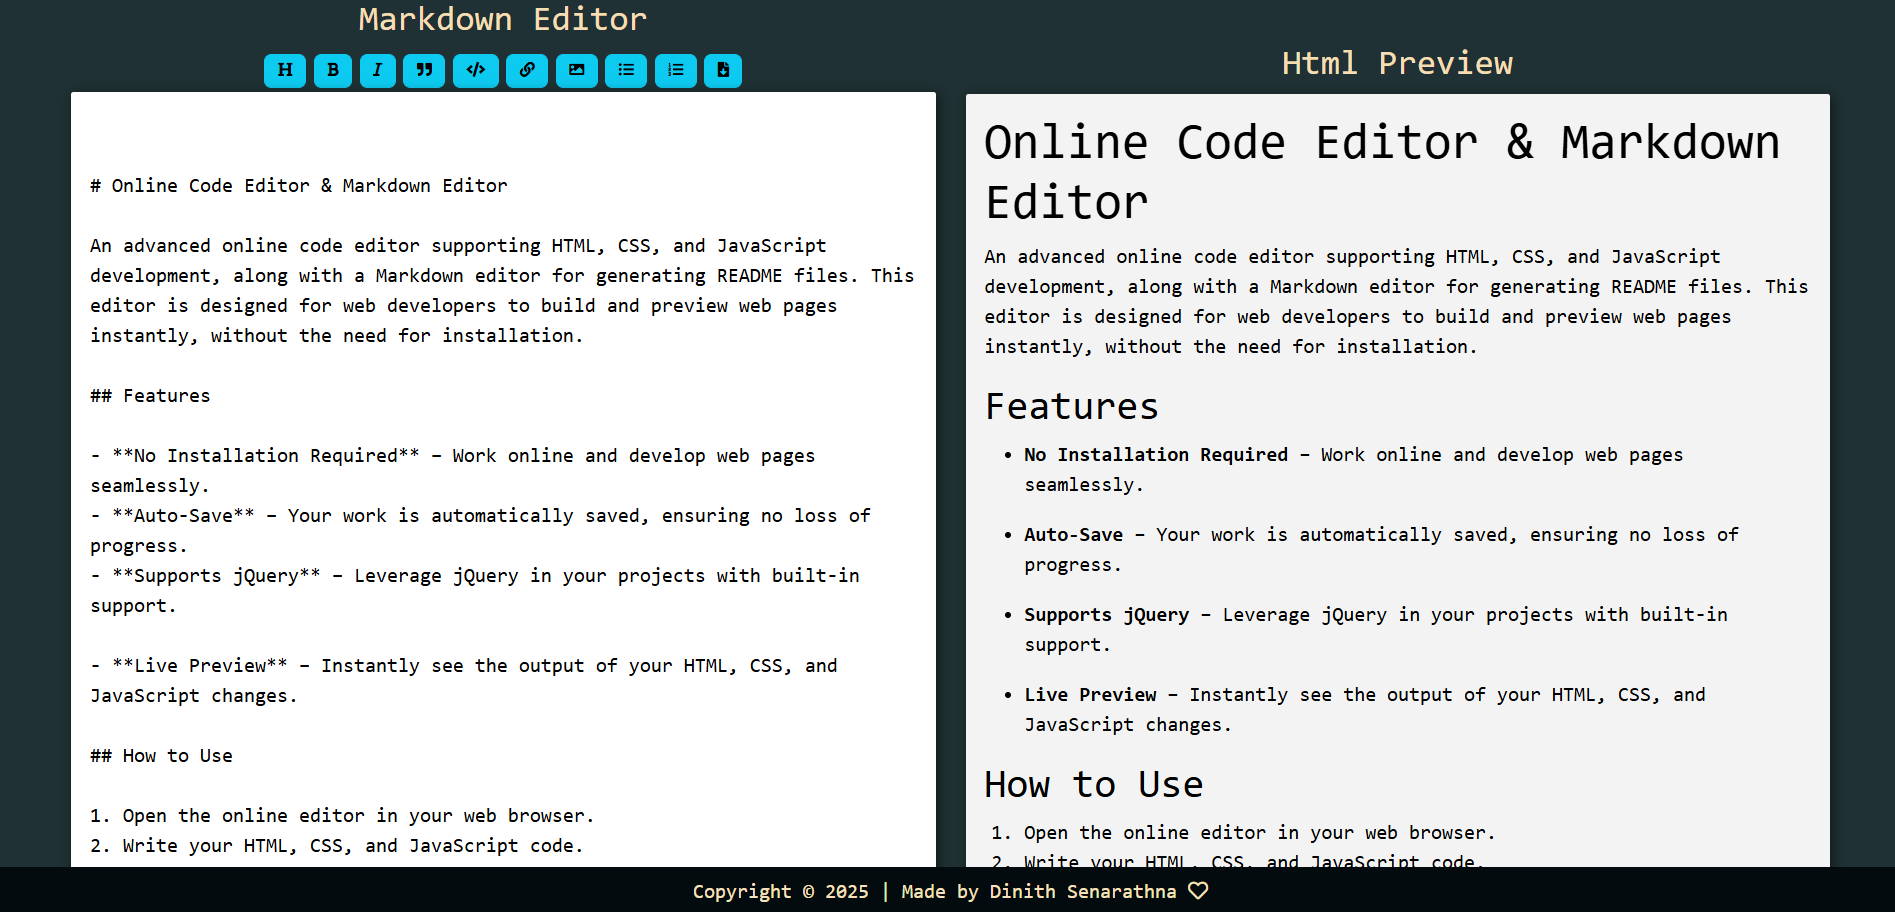 Markdown Editor
H B I
# Online Code Editor & Markdown Editor
An advanced online code editor supporting HTML, CSS, and JavaScript
development, along with a Markdown editor for generating README files. This
editor is designed for web developers to build and preview web pages
instantly, without the need for installation.
## Features
- **No Installation Required** – Work online and develop web pages
seamlessly.
- **Auto-Save** – Your work is automatically saved, ensuring no loss of
progress.
- **Supports jQuery** – Leverage jQuery in your projects with built-in
support.
- **Live Preview** – Instantly see the output of your HTML, CSS, and
JavaScript changes.
## How to Use
1. Open the online editor in your web browser.
2. Write your HTML, CSS, and JavaScript code.
Html Preview
Online Code Editor & Markdown
Editor
An advanced online code editor supporting HTML, CSS, and JavaScript
development, along with a Markdown editor for generating README files. This
editor is designed for web developers to build and preview web pages
instantly, without the need for installation.
Features
• No Installation Required – Work online and develop web pages
seamlessly.
• Auto-Save – Your work is automatically saved, ensuring no loss of
progress.
• Supports jQuery – Leverage jQuery in your projects with built-in
support.
• Live Preview – Instantly see the output of your HTML, CSS, and
JavaScript changes.
How to Use
1. Open the online editor in your web browser.
2. Write your HTML, CSS, and JavaScript code.
Copyright © 2025 | Made by Dinith Senarathna ♡